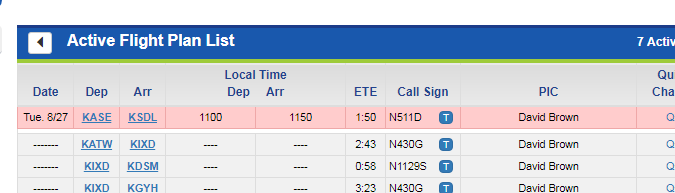 Active Flight Plan List 7 Activ
Local Time Qu
Date Dep Arr Dep Arr ETE Call Sign PIC Cha
Tue. 8/27 KASE KSDL 1100 1150 1:50 N511D T David Brown Q
------- KATW KIXD ---- ---- 2:43 N430G T David Brown Q
------- KIXD KDSM ---- ---- 0:58 N1129S T David Brown Q
------- KIXD KGYH ---- ---- 3:23 N430G T David Brown Q